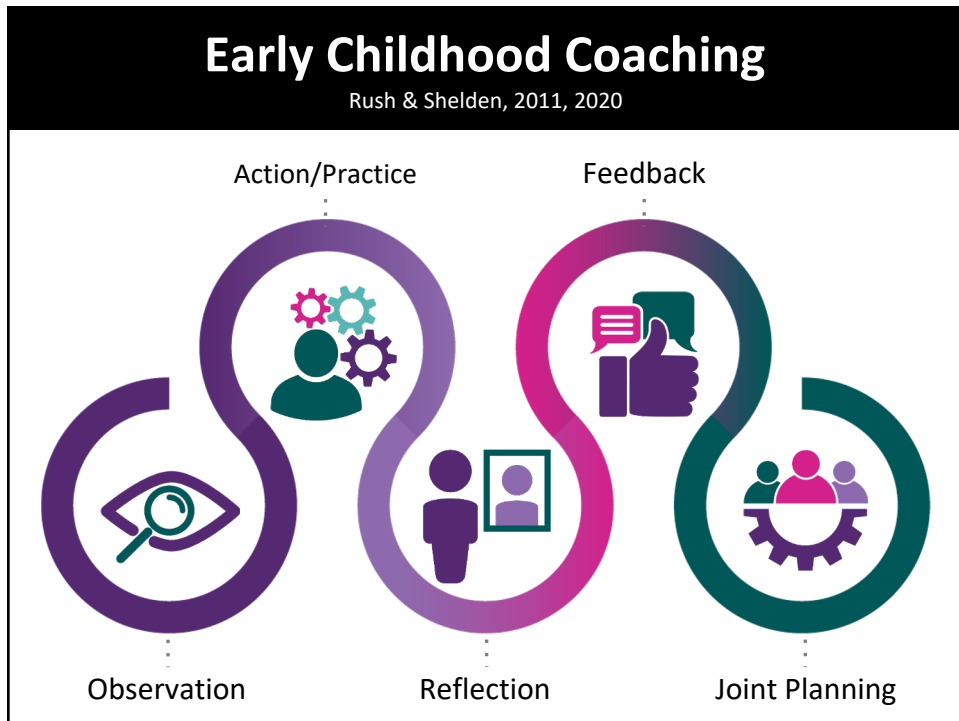 Early Childhood Coaching
Rush & Shelden, 2011, 2020
Action/Practice
Feedback
Observation
Reflection
Joint Planning